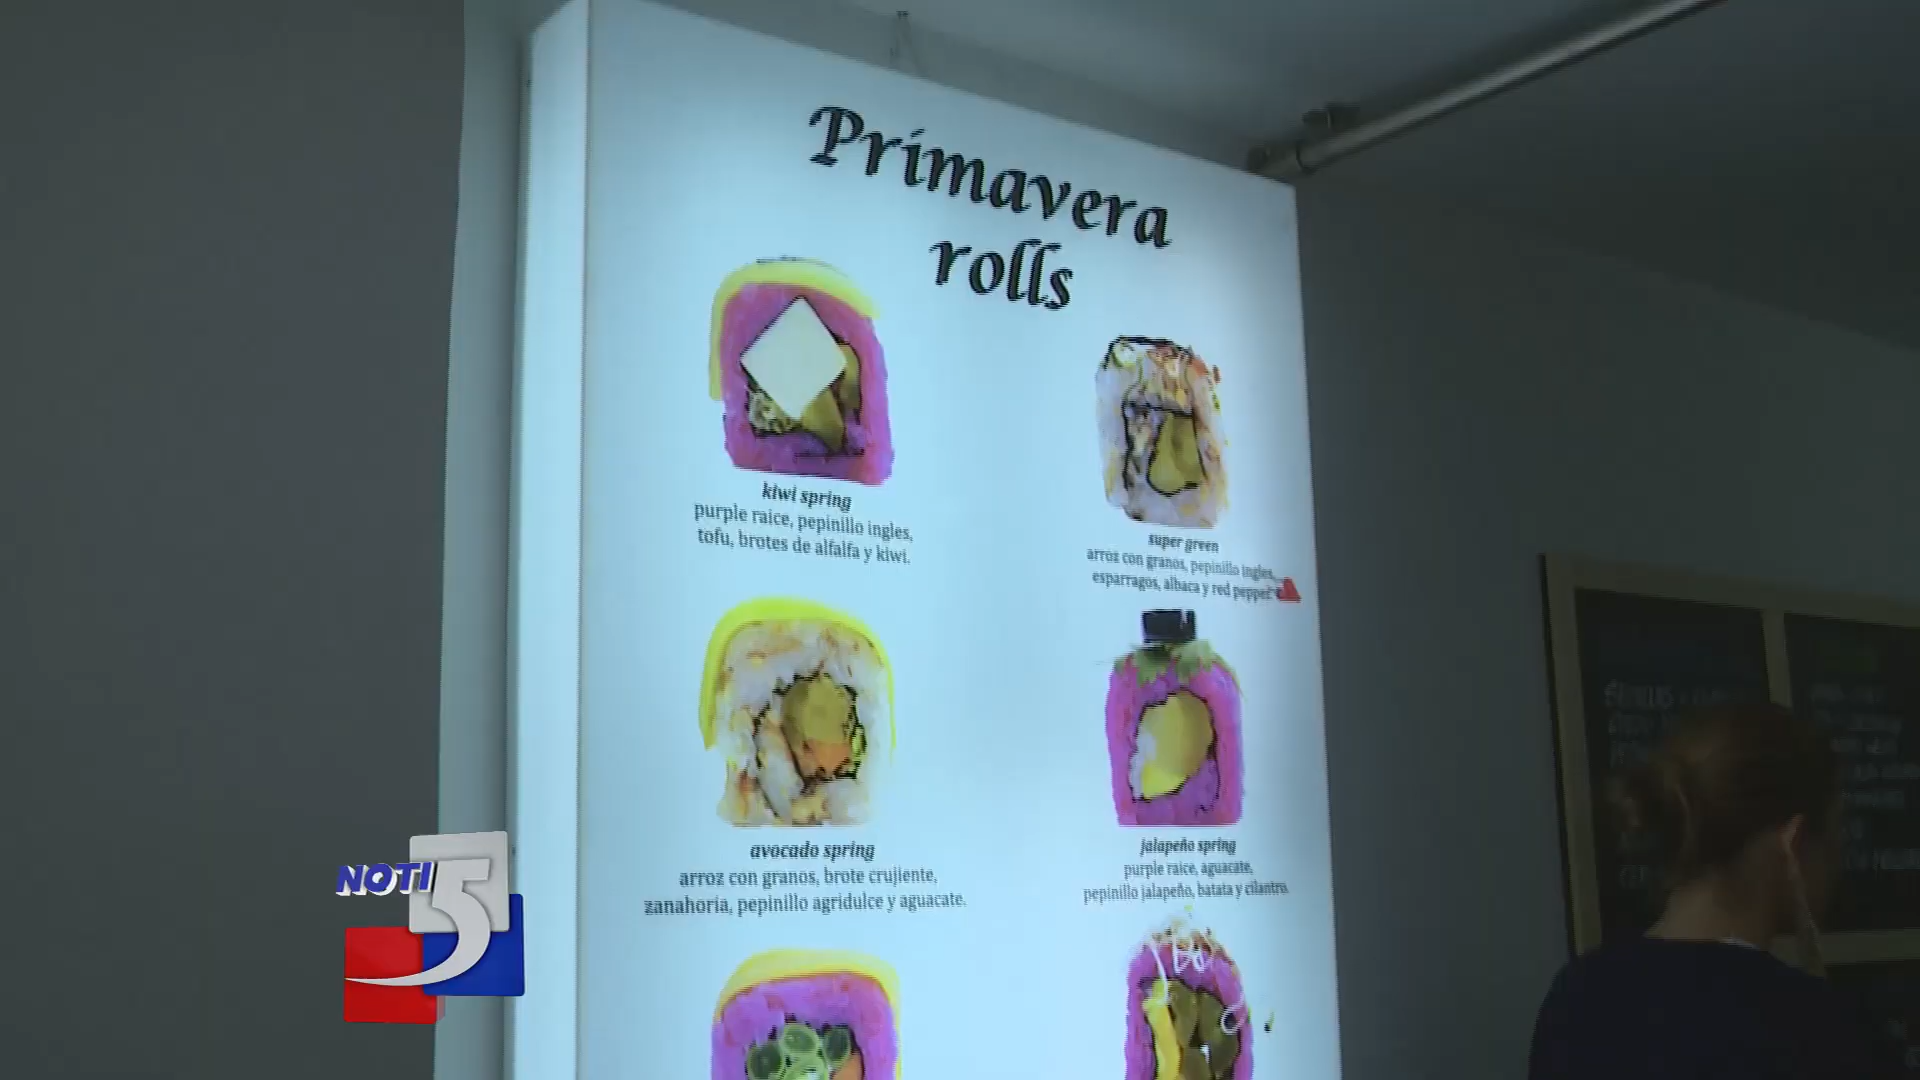 Primavera
rolls
kiwi spring
purple raice, pepinillo ingles,
tofu, brotes de alfalfa y kiwi.
super green
arroz con granos, pepinillo ingles,
esparragos, albaca y red pepper
avocado spring
arroz con granos, brote crujiente,
zanahoria, pepinillo agridulce y aguacate.
jalapeño spring
purple raice, aguacate,
pepinillo jalapeño, batata y cilantro.
NOTI
5